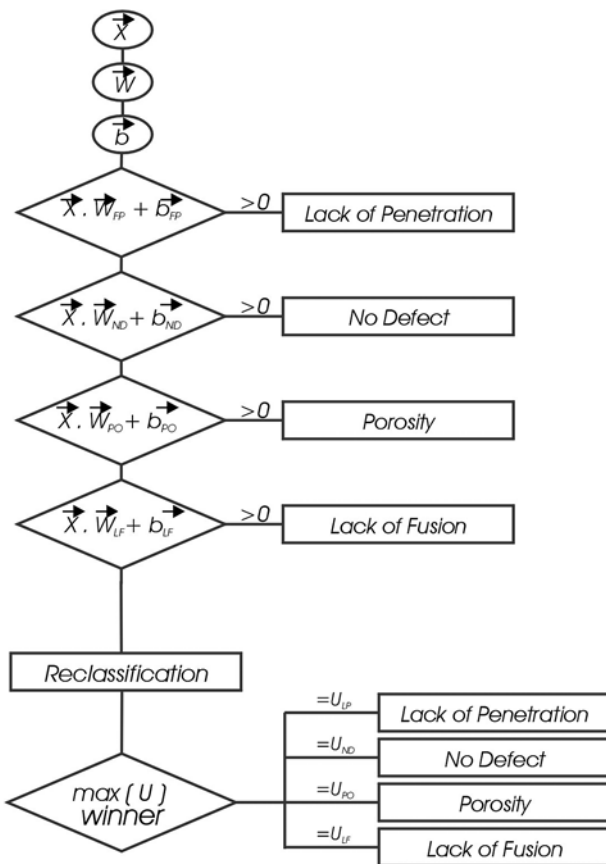 X
W
b
X . W_FP + b_FP
>0
Lack of Penetration
X . W_ND + b_ND
>0
No Defect
X . W_PO + b_PO
>0
Porosity
X . W_LF + b_LF
>0
Lack of Fusion
Reclassification
max ( U )
winner
=U_LP
Lack of Penetration
=U_ND
No Defect
=U_PO
Porosity
=U_LF
Lack of Fusion